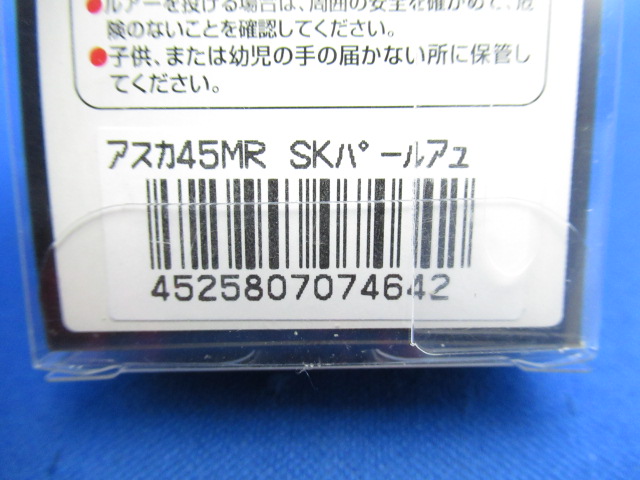 ●ルアーを投げる場合は、周囲の安全を確かめて、危
険のないことを確認してください。
●子供、または幼児の手の届かない所に保管し
てください。
アスカ45MR SKパールアユ
4525807074642